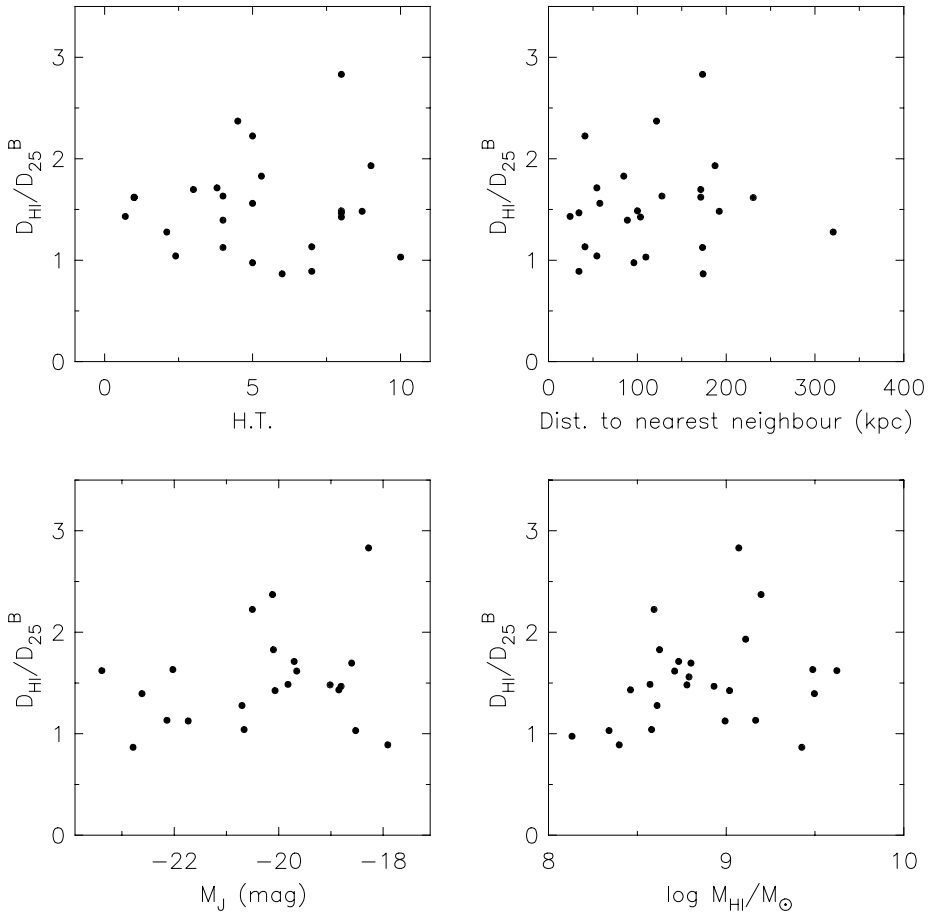 3
2
1
0
D_HI/D_25^B
0 5 10
H.T.
3
2
1
0
D_HI/D_25^B
0 100 200 300 400
Dist. to nearest neighbour (kpc)
3
2
1
0
D_HI/D_25^B
−22 −20 −18
M_J (mag)
3
2
1
0
D_HI/D_25^B
8 9 10
log M_HI/M_⊙